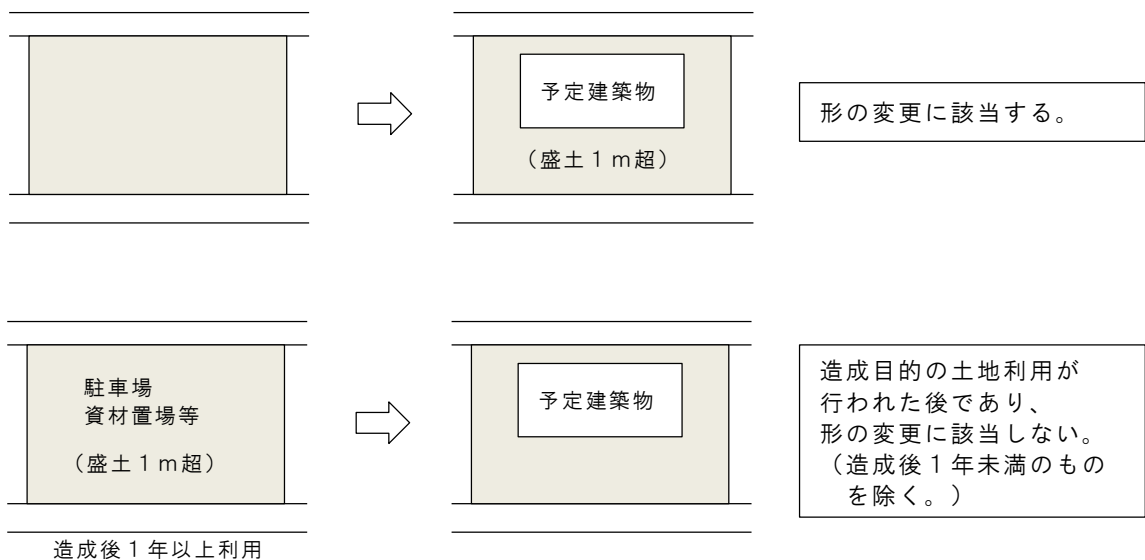 予定建築物
（盛土１ｍ超）
形の変更に該当する。
駐車場
資材置場等
（盛土１ｍ超）
造成後１年以上利用
予定建築物
造成目的の土地利用が
行われた後であり、
形の変更に該当しない。
（造成後１年未満のもの
を除く。）